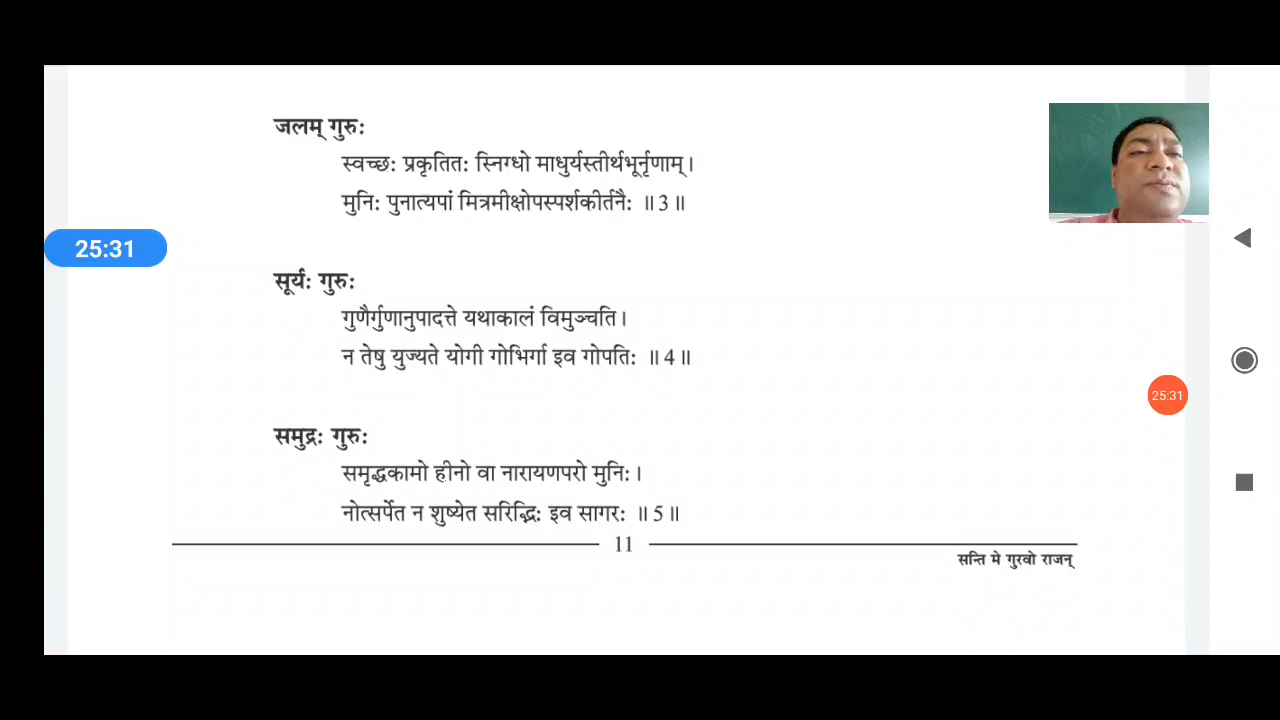 जलम् गुरुः
स्वच्छः प्रकृतितः स्निग्धो माधुर्यस्तीर्थभूर्नृणाम्।
मुनिः पुनात्यपां मित्रमीक्षोपस्पर्शकीर्तनैः ॥3॥
25:31
सूर्यः गुरुः
गुणैर्गुणानुपादत्ते यथाकालं विमुञ्चति।
न तेषु युज्यते योगी गोभिर्गा इव गोपतिः ॥4॥
25:31
समुद्रः गुरुः
समृद्धकामो हीनो वा नारायणपरो मुनिः।
नोत्सर्पेत न शुष्येत सरिद्भिः इव सागरः ॥5॥
11
सन्ति मे गुरवो राजन्